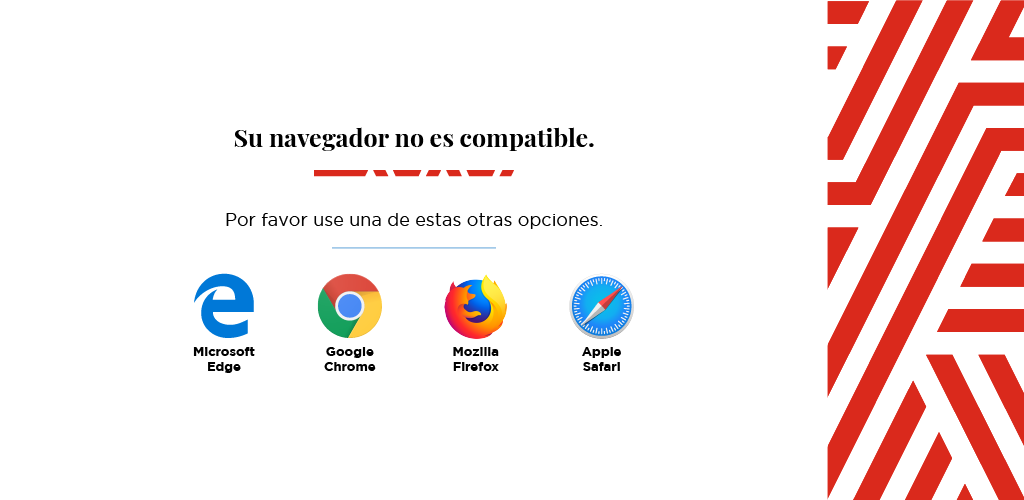 Su navegador no es compatible.
Por favor use una de estas otras opciones.
Microsoft Edge
Google Chrome
Mozilla Firefox
Apple Safari